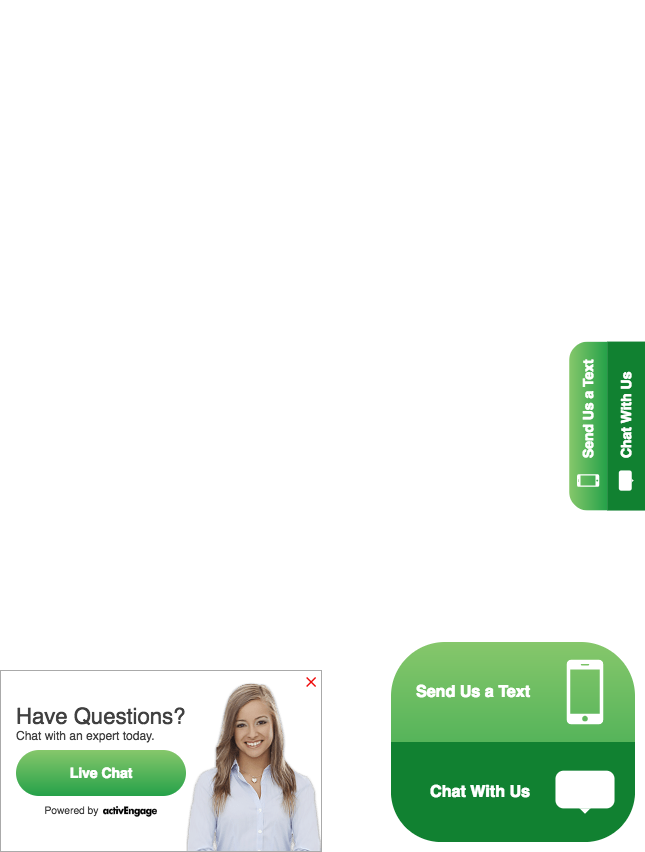 Send Us a Text
Chat With Us
Send Us a Text
Chat With Us
Have Questions?
Chat with an expert today.
Live Chat
Powered by activEngage